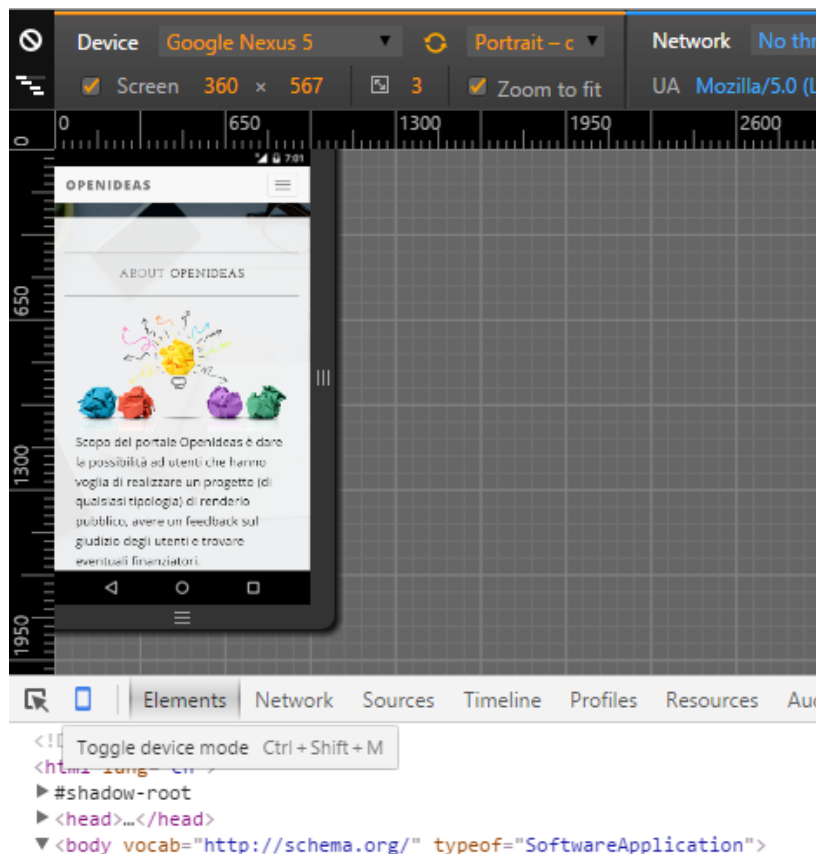 Device Google Nexus 5 Portrait – c Network No thr
Screen 360 × 567 3 Zoom to fit UA Mozilla/5.0 (L
0 650 1300 1950 2600
0
650
1300
1950
7:01
OPENIDEAS
ABOUT OPENIDEAS
Scopo del portale OpenIdeas è dare
la possibilità ad utenti che hanno
voglia di realizzare un progetto (di
qualsiasi tipologia) di renderlo
pubblico, avere un feedback sul
giudizio degli utenti e trovare
eventuali finanziatori.
Elements Network Sources Timeline Profiles Resources Au
Toggle device mode Ctrl + Shift + M
<html
#shadow-root
<head>…</head>
<body vocab="http://schema.org/" typeof="SoftwareApplication">